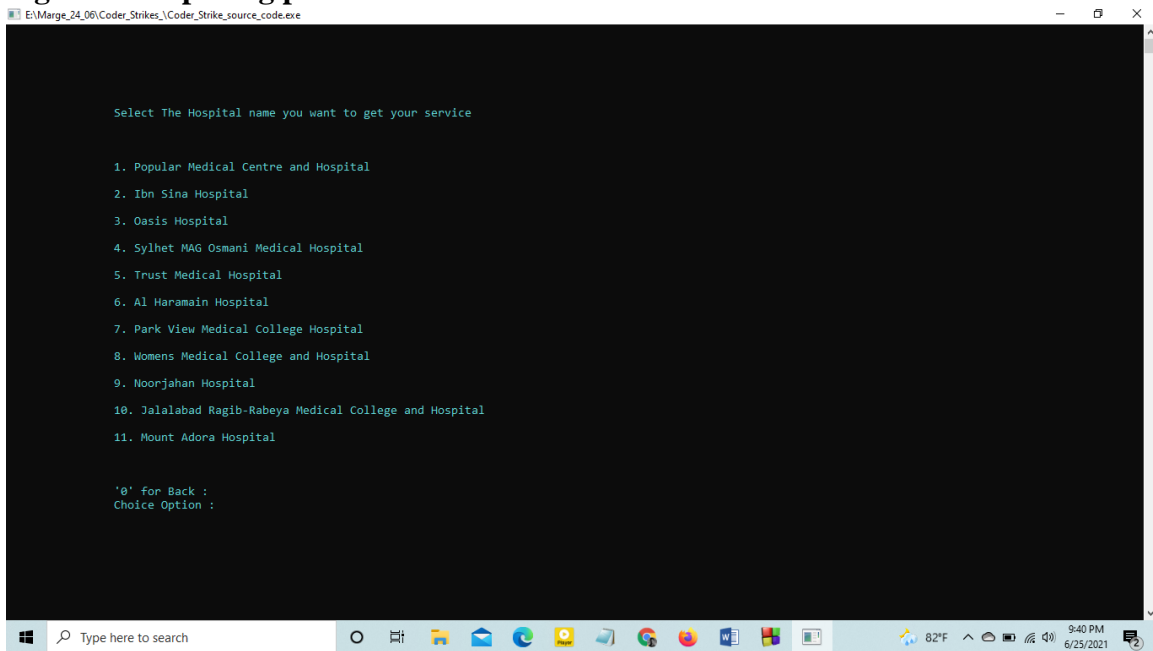 E:\Marge_24_06\Coder_Strikes_\Coder_Strike_source_code.exe
Select The Hospital name you want to get your service
1. Popular Medical Centre and Hospital
2. Ibn Sina Hospital
3. Oasis Hospital
4. Sylhet MAG Osmani Medical Hospital
5. Trust Medical Hospital
6. Al Haramain Hospital
7. Park View Medical College Hospital
8. Womens Medical College and Hospital
9. Noorjahan Hospital
10. Jalalabad Ragib-Rabeya Medical College and Hospital
11. Mount Adora Hospital
'0' for Back :
Choice Option :
Type here to search
82°F
9:40 PM
6/25/2021
2